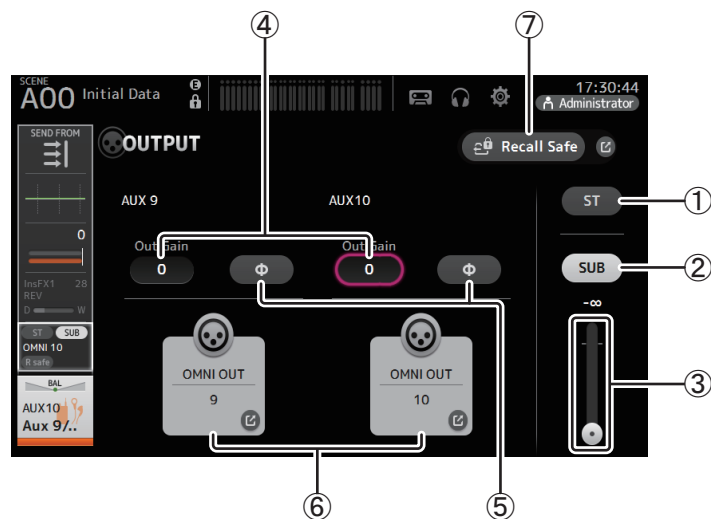 ④ ⑦
SCENE
A00 Initial Data E 17:30:44
Administrator
SEND FROM
OUTPUT
Recall Safe
AUX 9 AUX10 ST ①
0
Out Gain Out Gain
0 Φ 0 Φ SUB ②
InsFX1 28
REV
D W
-∞
ST SUB
OMNI 10
R safe
OMNI OUT OMNI OUT
9 10
③
BAL
AUX10
Aux 9/..
⑥ ⑤